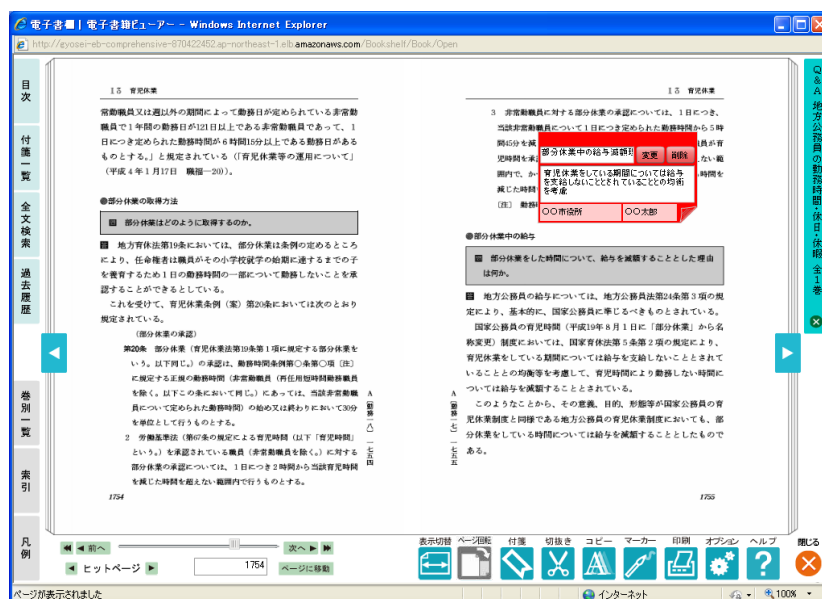 電子書棚 | 電子書籍ビューアー - Windows Internet Explorer
http://gyosei-eb-comprehensive-870422452.ap-northeast-1.elb.amazonaws.com/Bookshelf/Book/Open
目次
付箋一覧
全文検索
過去履歴
巻別一覧
索引
凡例
15 育児休業
常勤職員又は週以外の期間によって勤務日が定められている非常勤
職員で1年間の勤務日が121日以上である非常勤職員であって、1
日につき定められた勤務時間が6時間15分以上である勤務日がある
ものとする。」と規定されている(「育児休業等の運用について」
(平成4年1月17日 職福―20))。
●部分休業の取得方法
問 部分休業はどのように取得するのか。
答 地方育休法第19条においては、部分休業は条例の定めるところ
により、任命権者は職員がその小学校就学の始期に達するまでの子
を養育するため1日の勤務時間の一部について勤務しないことを承
認することができるとしている。
これを受けて、育児休業条例(案)第20条においては次のとおり
規定されている。
(部分休業の承認)
第20条 部分休業(育児休業法第19条第1項に規定する部分休業を
いう。以下同じ。)の承認は、勤務時間条例第○条第○項〔注〕
に規定する正規の勤務時間(非常勤職員(再任用短時間勤務職員
を除く。以下この条において同じ。)にあっては、当該非常勤職
員について定められた勤務時間)の始め又は終わりにおいて30分
を単位として行うものとする。
2 労働基準法(第67条の規定による育児時間(以下「育児時間」
という。)を承認されている職員(非常勤職員を除く。)に対する
部分休業の承認については、1日につき2時間から当該育児時間
を減じた時間を超えない範囲内で行うものとする。
A(勤務一八)一七五四
1754
15 育児休業
3 非常勤職員に対する部分休業の承認については、1日につき、
当該非常勤職員について1日につき定められた勤務時間から5時
間45分を減
員が育
児時間を承
ない範
囲内で、か
時間を
減じた時間
〔注〕 勤務
部分休業中の給与減額理
変更
削除
育児休業をしている期間については給与
を支給しないこととされていることとの均衡
を考慮
○○市役所
○○太郎
●部分休業中の給与
問 部分休業をした時間について、給与を減額することとした理由
は何か。
答 地方公務員の給与については、地方公務員法第24条第3項の規
定により、基本的に、国家公務員に準じるべきものとされている。
国家公務員の育児時間(平成19年8月1日に「部分休業」から名
称変更)制度においては、国家育休法第5条第2項の規定により、
育児休業をしている期間については給与を支給しないこととされて
いることとの均衡等を考慮して、育児時間により勤務しない時間に
ついては給与を減額することとされている。
このようなことから、その意義、目的、形態等が国家公務員の育
児休業制度と同様である地方公務員の育児休業制度においても、部
分休業をしている時間については給与を減額することとしたもので
ある。
A(勤務一七)一七五五
1755
Q&A 地方公務員の勤務時間・休日・休暇 全1巻
前へ
次へ
ヒットページ
1754
ページに移動
表示切替
ページ回転
付箋
切抜き
コピー
マーカー
印刷
オプション
ヘルプ
閉じる
ページが表示されました
インターネット
100%